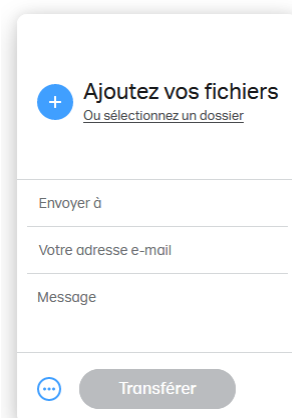 Ajoutez vos fichiers
Ou sélectionnez un dossier
Envoyer à
Votre adresse e-mail
Message
Transférer